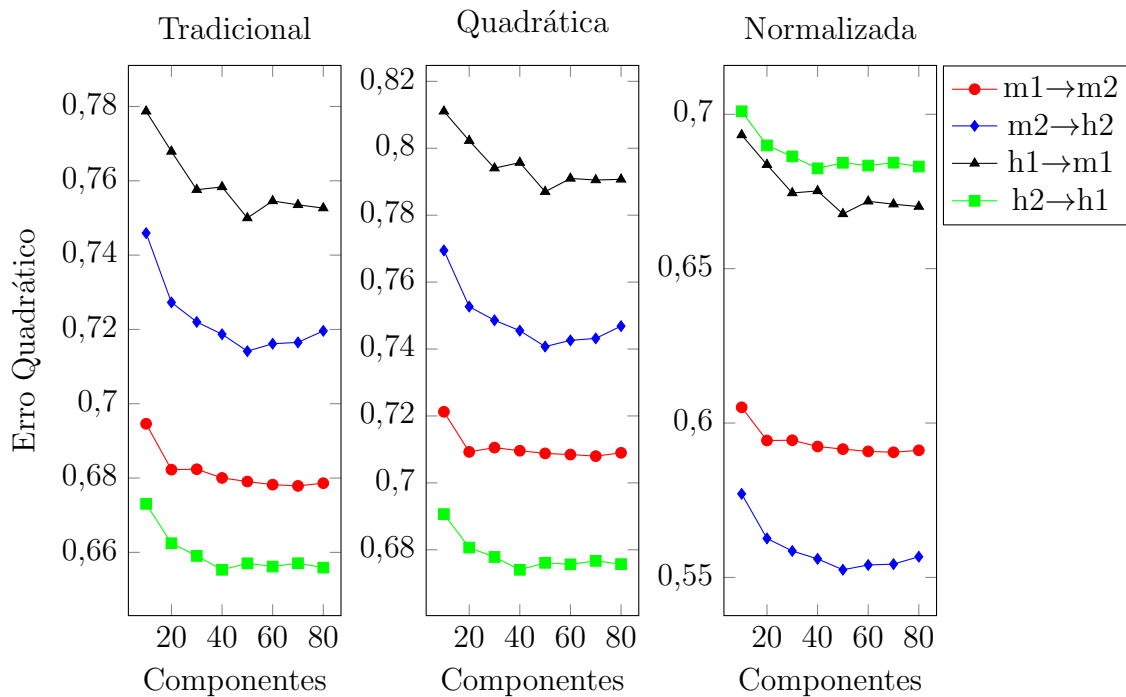 Tradicional
Quadrática
Normalizada
Erro Quadrático
0,78
0,76
0,74
0,72
0,7
0,68
0,66
20 40 60 80
Componentes
0,82
0,8
0,78
0,76
0,74
0,72
0,7
0,68
20 40 60 80
Componentes
0,7
0,65
0,6
0,55
20 40 60 80
Componentes
m1→m2
m2→h2
h1→m1
h2→h1